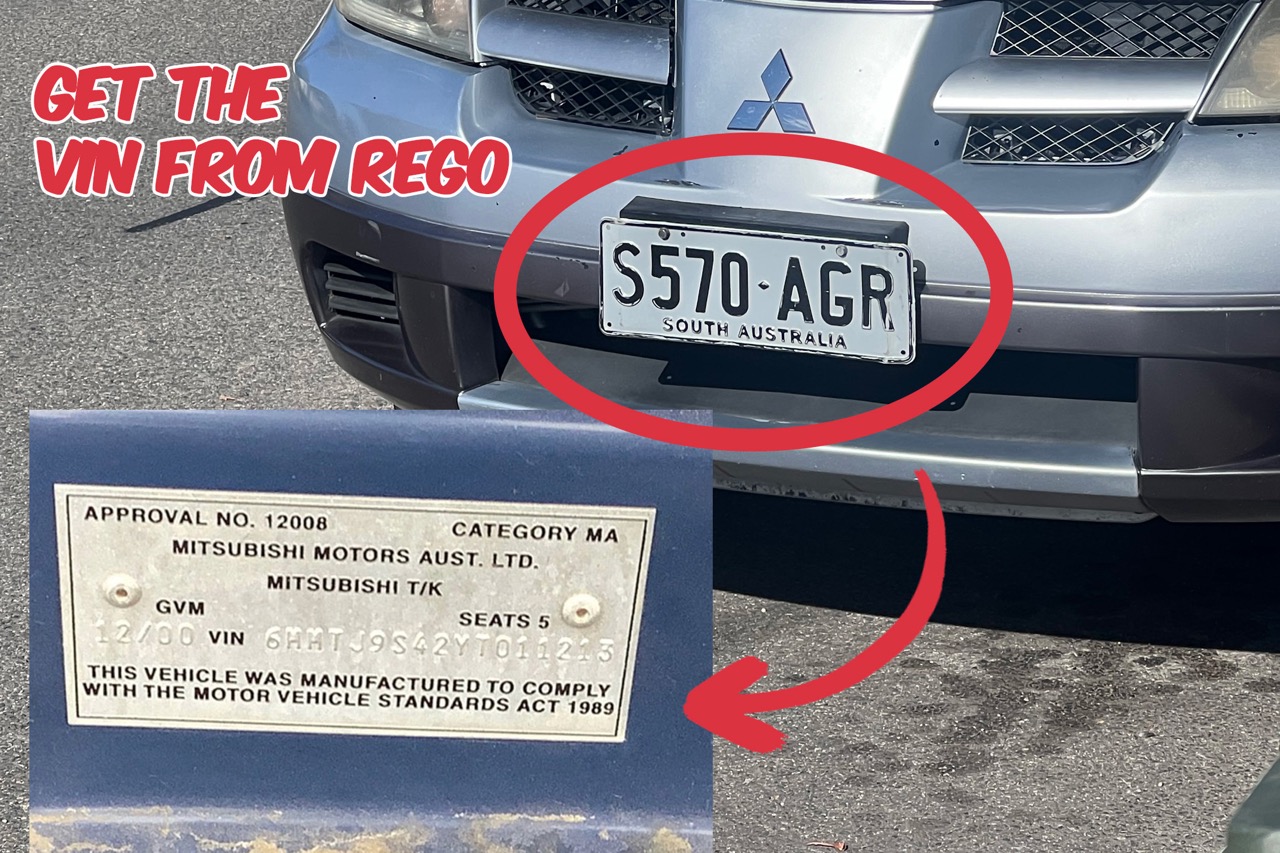 GET THE
VIN FROM REGO
S570·AGR
SOUTH AUSTRALIA
APPROVAL NO. 12008 CATEGORY MA
MITSUBISHI MOTORS AUST. LTD.
MITSUBISHI T/K
GVM SEATS 5
12/00 VIN 6MMTJ9S42YT011213
THIS VEHICLE WAS MANUFACTURED TO COMPLY
WITH THE MOTOR VEHICLE STANDARDS ACT 1989